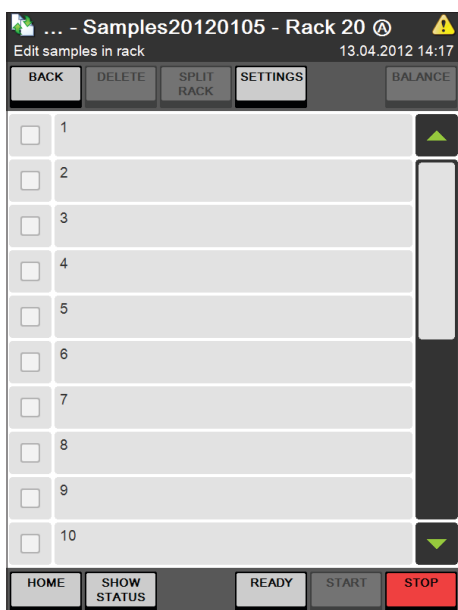 ... - Samples20120105 - Rack 20 Ⓐ
Edit samples in rack 13.04.2012 14:17
BACK DELETE SPLIT RACK SETTINGS BALANCE
1
2
3
4
5
6
7
8
9
10
HOME SHOW STATUS READY START STOP